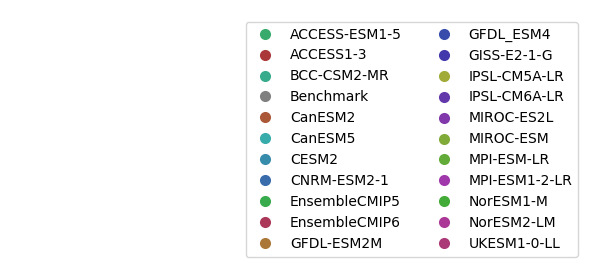 ACCESS-ESM1-5
ACCESS1-3
BCC-CSM2-MR
Benchmark
CanESM2
CanESM5
CESM2
CNRM-ESM2-1
EnsembleCMIP5
EnsembleCMIP6
GFDL-ESM2M
GFDL_ESM4
GISS-E2-1-G
IPSL-CM5A-LR
IPSL-CM6A-LR
MIROC-ES2L
MIROC-ESM
MPI-ESM-LR
MPI-ESM1-2-LR
NorESM1-M
NorESM2-LM
UKESM1-0-LL